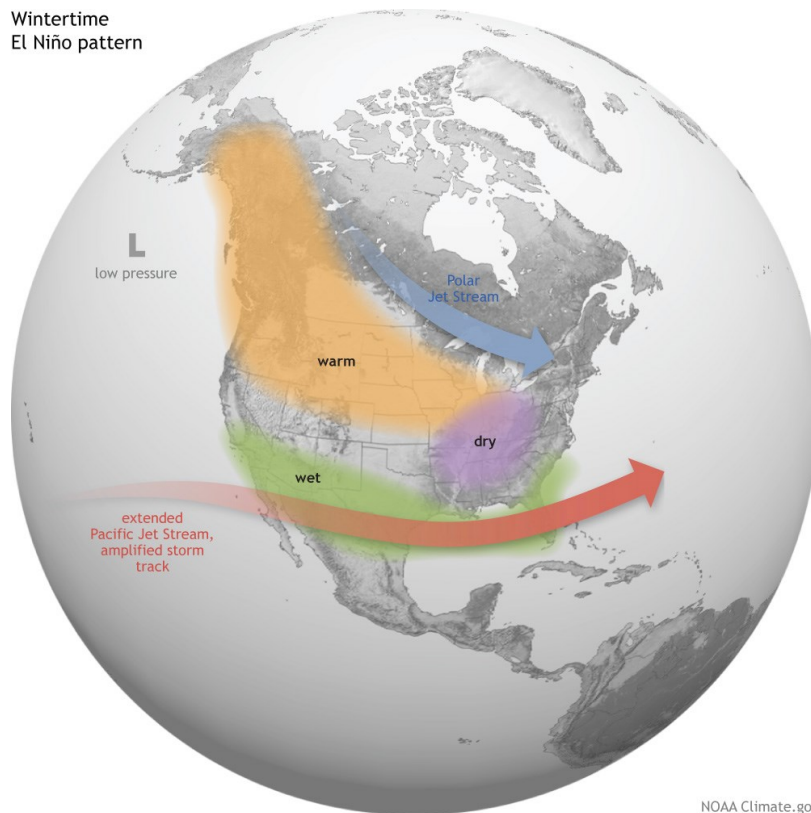 Wintertime
El Niño pattern
L
low pressure
Polar
Jet Stream
warm
dry
wet
extended
Pacific Jet Stream,
amplified storm
track
NOAA Climate.go